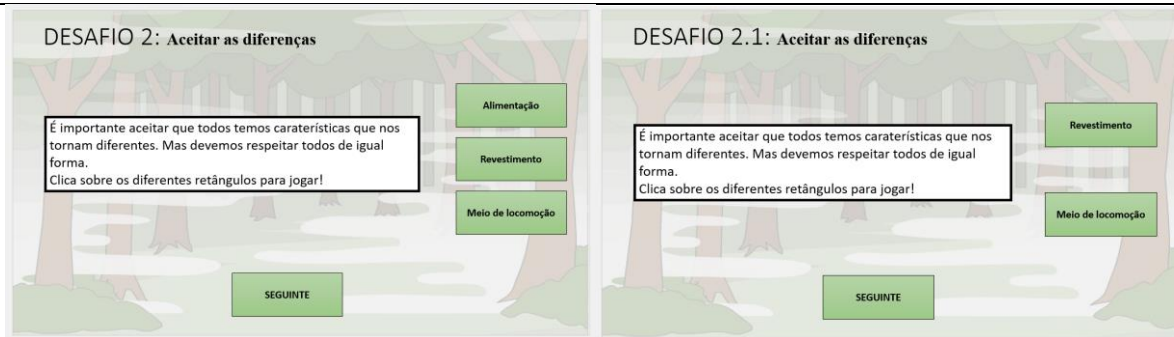 DESAFIO 2: Aceitar as diferenças
Alimentação
É importante aceitar que todos temos caraterísticas que nos
tornam diferentes. Mas devemos respeitar todos de igual
forma.
Clica sobre os diferentes retângulos para jogar!
Revestimento
Meio de locomoção
SEGUINTE
DESAFIO 2.1: Aceitar as diferenças
Revestimento
É importante aceitar que todos temos caraterísticas que nos
tornam diferentes. Mas devemos respeitar todos de igual
forma.
Clica sobre os diferentes retângulos para jogar!
Meio de locomoção
SEGUINTE